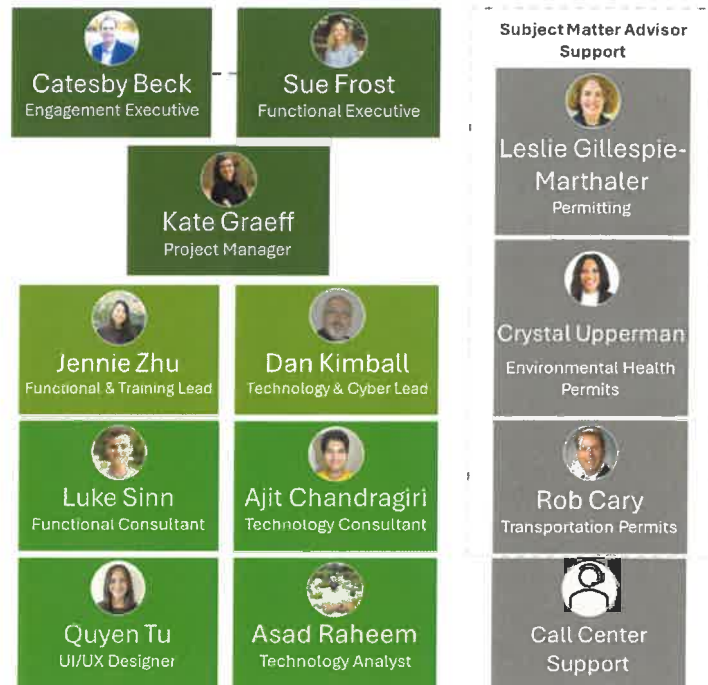 Catesby Beck
Engagement Executive
Sue Frost
Functional Executive
Kate Graeff
Project Manager
Jennie Zhu
Functional & Training Lead
Dan Kimball
Technology & Cyber Lead
Luke Sinn
Functional Consultant
Ajit Chandragiri
Technology Consultant
Quyen Tu
UI/UX Designer
Asad Raheem
Technology Analyst
Subject Matter Advisor
Support
Leslie Gillespie-
Marthaler
Permitting
Crystal Upperman
Environmental Health
Permits
Rob Cary
Transportation Permits
Call Center
Support